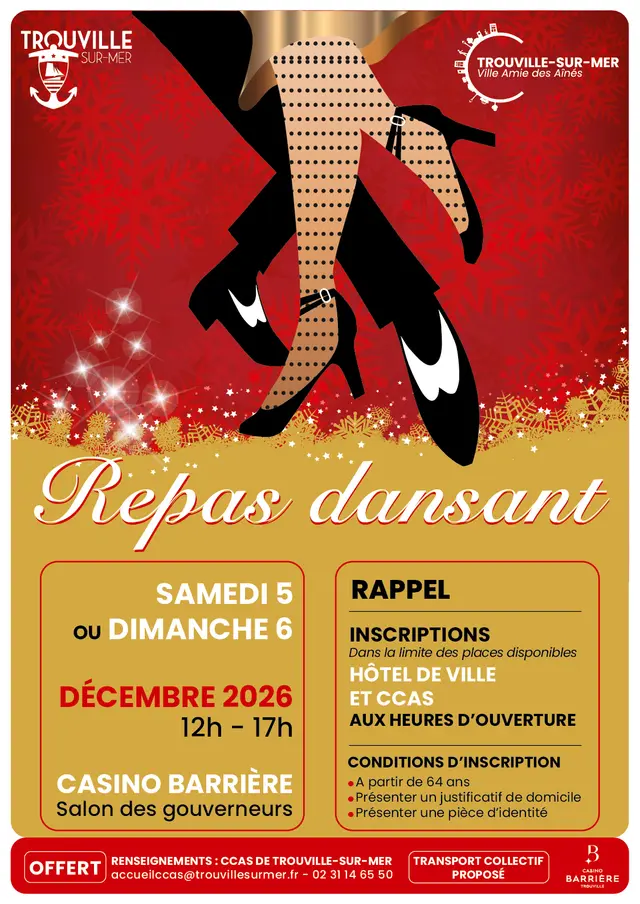 TROUVILLE
SUR-MER
TROUVILLE-SUR-MER
Ville Amie des Aînés
Repas dansant
SAMEDI 5
OU DIMANCHE 6
DÉCEMBRE 2026
12h - 17h
CASINO BARRIÈRE
Salon des gouverneurs
RAPPEL
INSCRIPTIONS
Dans la limite des places disponibles
HÔTEL DE VILLE
ET CCAS
AUX HEURES D'OUVERTURE
CONDITIONS D'INSCRIPTION
A partir de 64 ans
Présenter un justificatif de domicile
Présenter une pièce d'identité
OFFERT
RENSEIGNEMENTS : CCAS DE TROUVILLE-SUR-MER
accueilccas@trouvillesurmer.fr - 02 31 14 65 50
TRANSPORT COLLECTIF
PROPOSÉ
B
CASINO
BARRIÈRE
TROUVILLE